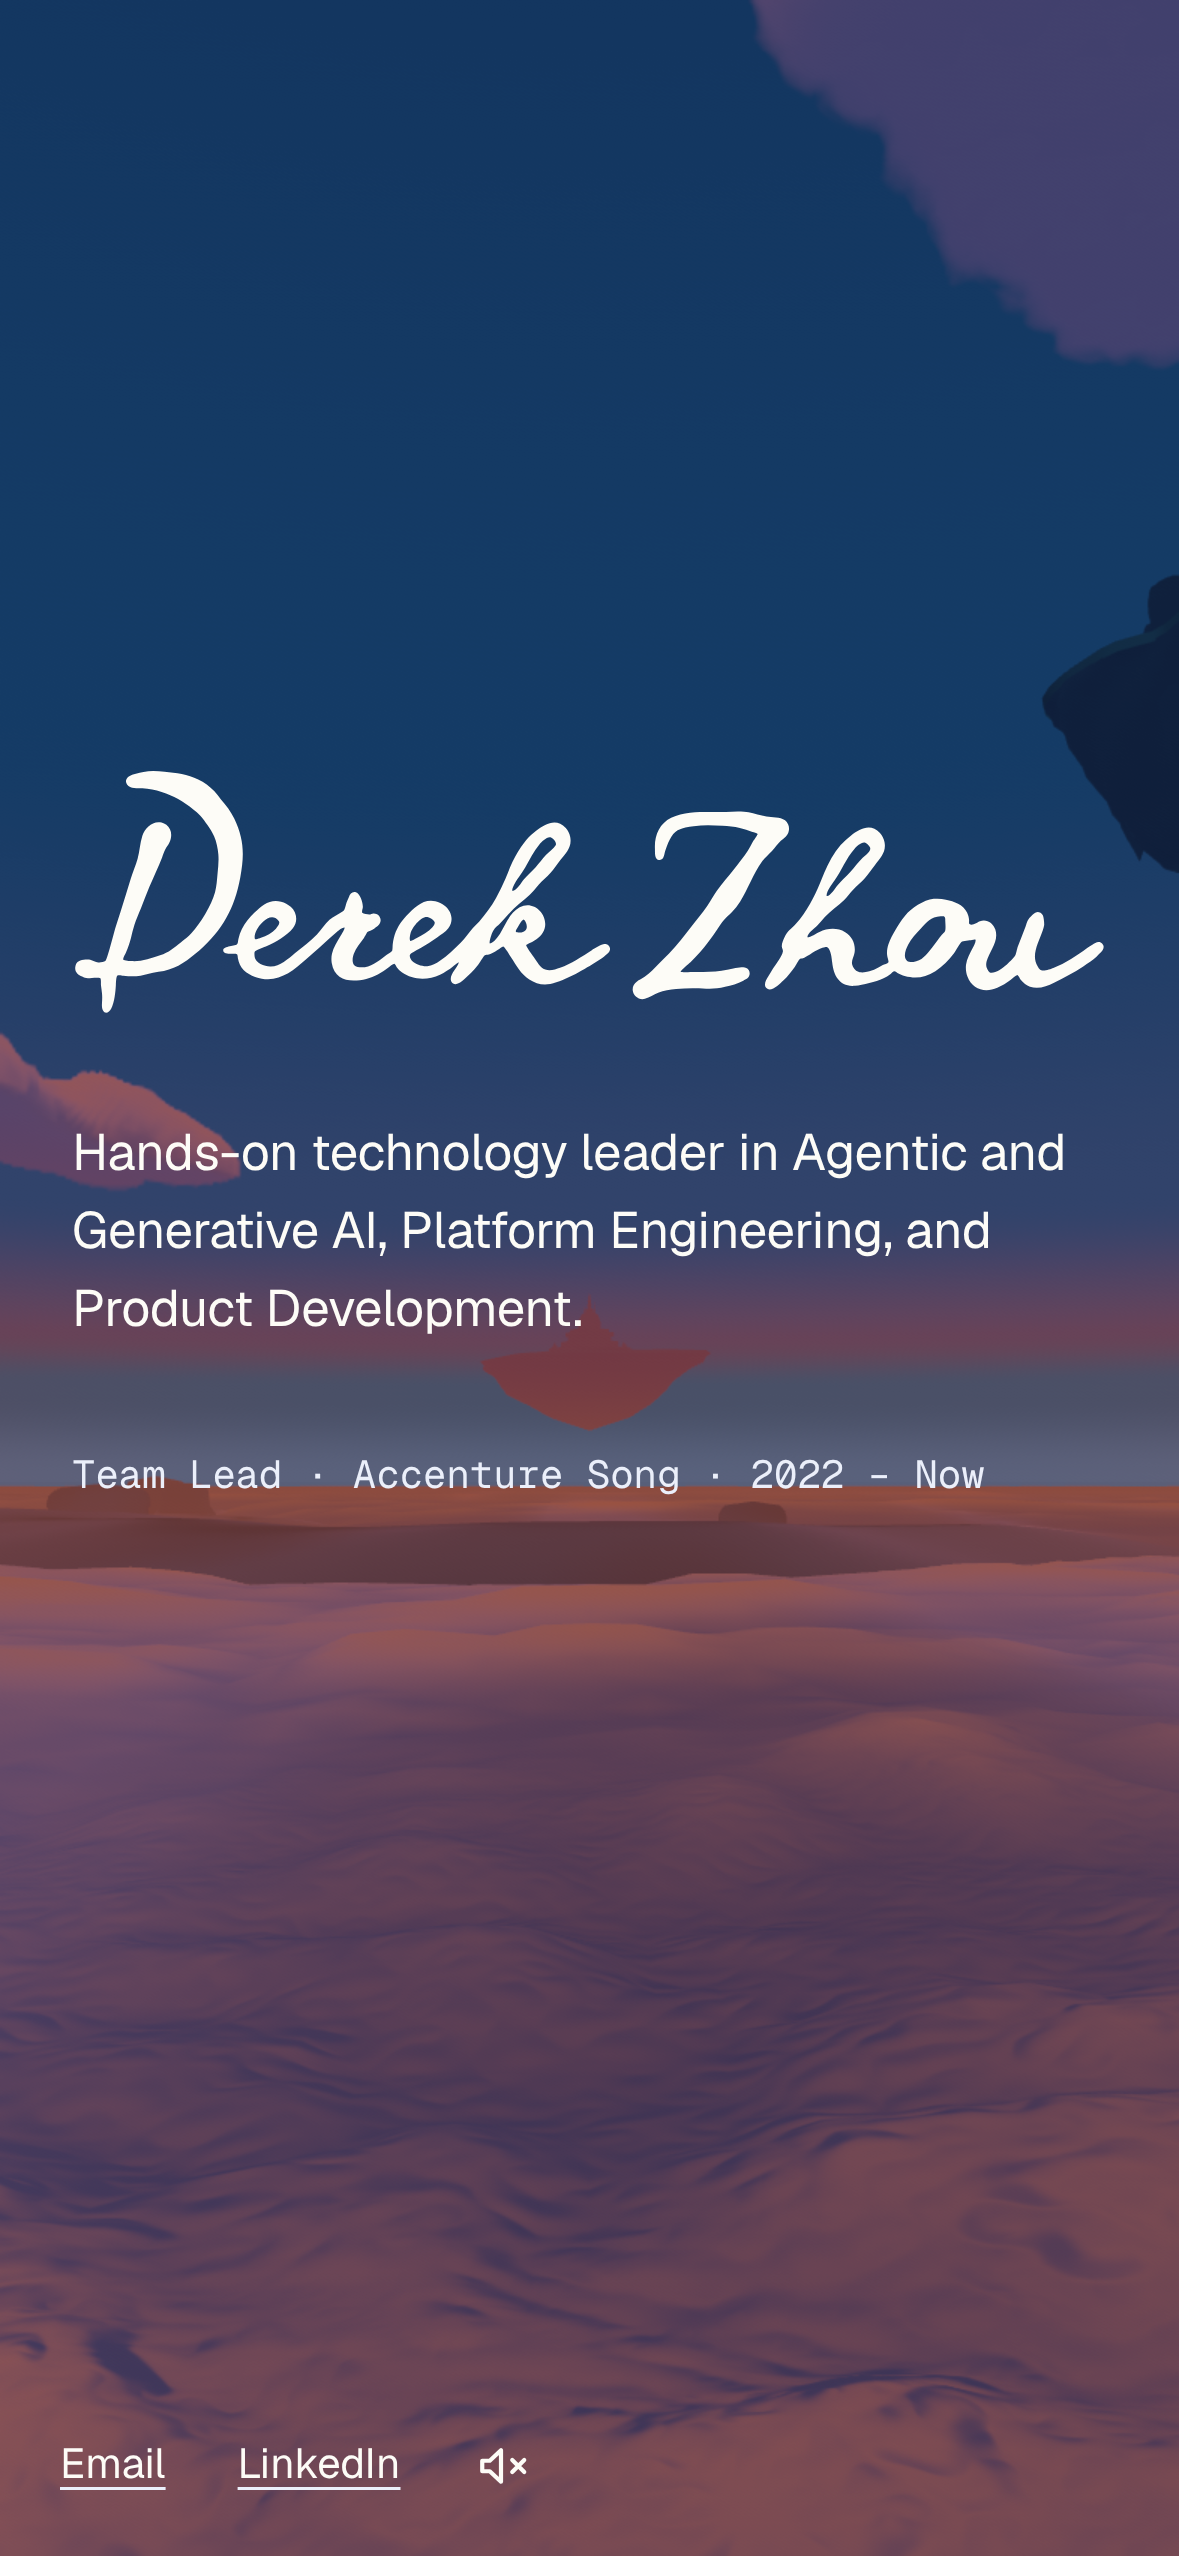 Derek Zhou
Hands-on technology leader in Agentic and
Generative AI, Platform Engineering, and
Product Development.
Team Lead · Accenture Song · 2022 – Now
Email LinkedIn